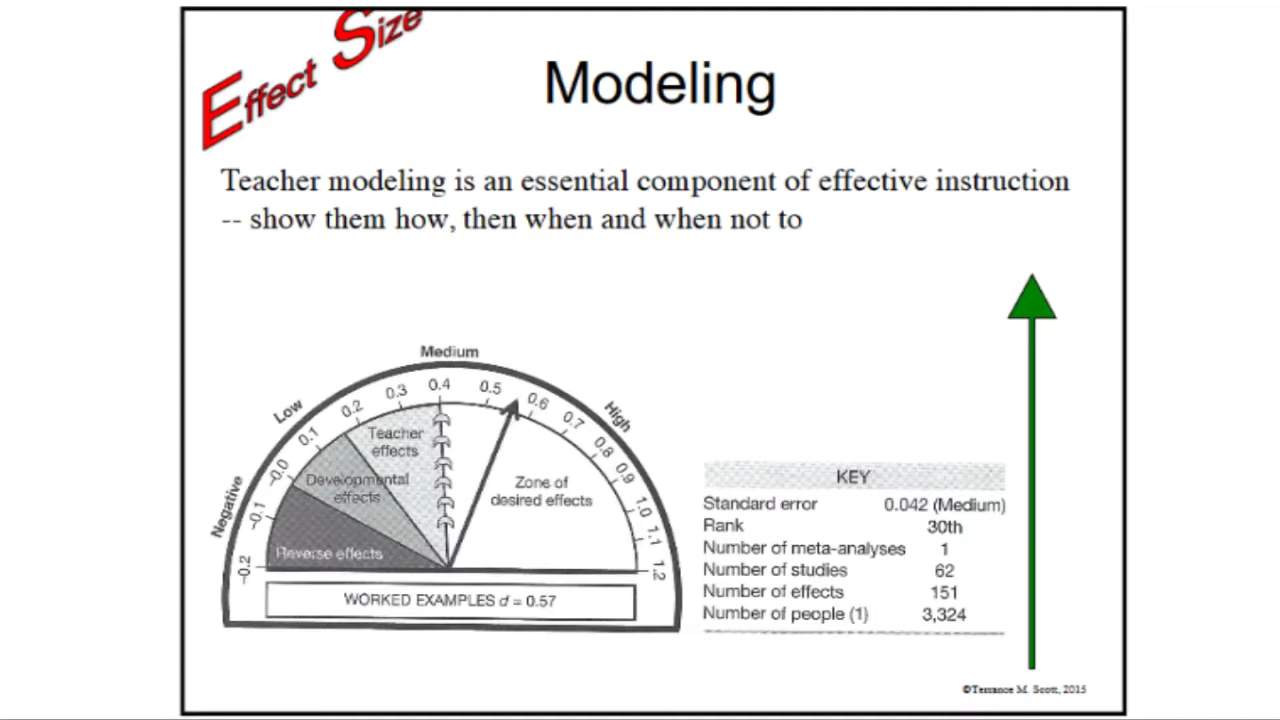 Effect Size
Modeling
Teacher modeling is an essential component of effective instruction
-- show them how, then when and when not to
Negative
Low
Medium
High
-0.2
-0.1
-0.0
0.1
0.2
0.3
0.4
0.5
0.6
0.7
0.8
0.9
1.0
1.1
1.2
Teacher
effects
Developmental
effects
Reverse effects
Zone of
desired effects
WORKED EXAMPLES d = 0.57
KEY
Standard error 0.042 (Medium)
Rank 30th
Number of meta-analyses 1
Number of studies 62
Number of effects 151
Number of people (1) 3,324
©Terrance M. Scott, 2015